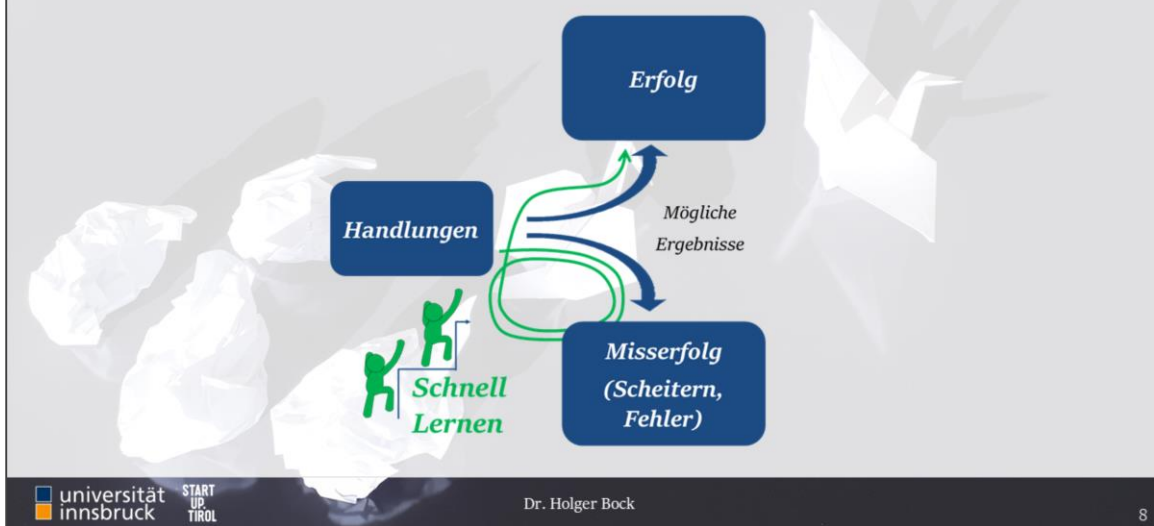 Erfolg
Handlungen
Mögliche
Ergebnisse
Misserfolg
(Scheitern,
Fehler)
Schnell
Lernen
universität
innsbruck
START
UP.
TIROL
Dr. Holger Bock
8